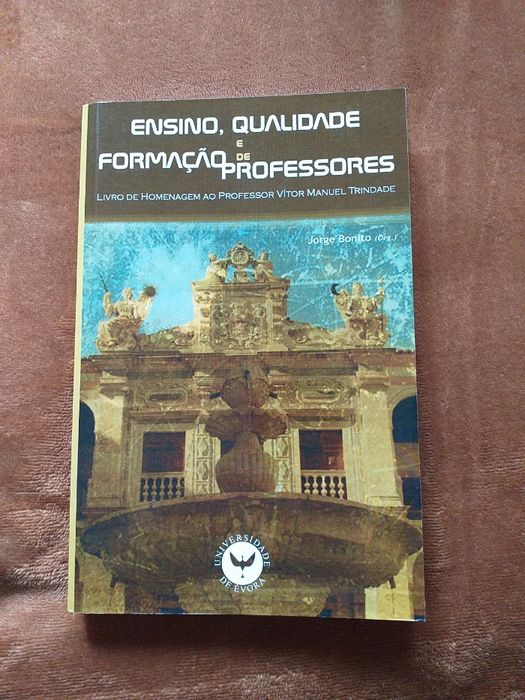 ENSINO, QUALIDADE
E
FORMAÇÃO DE PROFESSORES
LIVRO DE HOMENAGEM AO PROFESSOR VÍTOR MANUEL TRINDADE
Jorge Bonito (Org.)
UNIVERSIDADE
DE ÉVORA